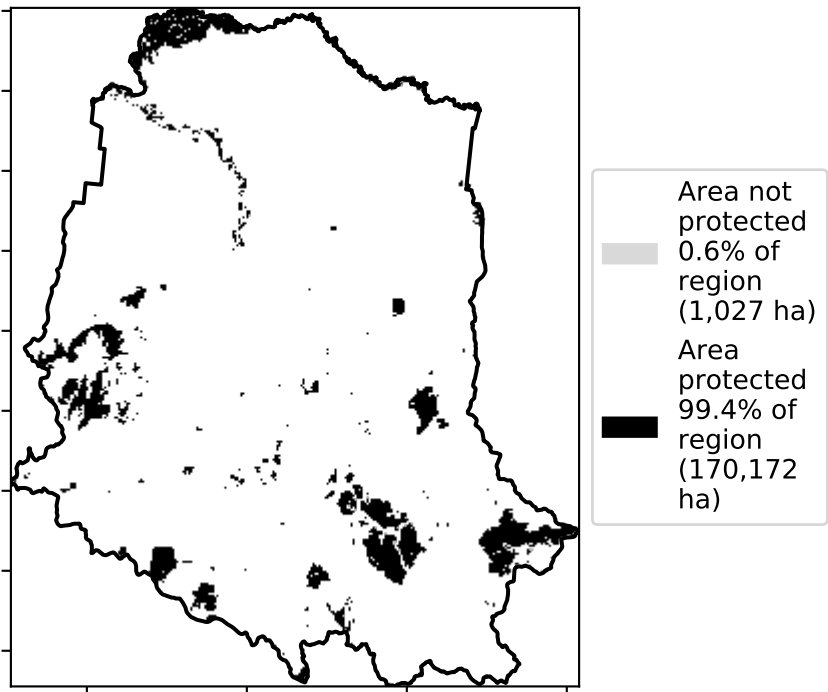 Area not
protected
0.6% of
region
(1,027 ha)
Area
protected
99.4% of
region
(170,172
ha)